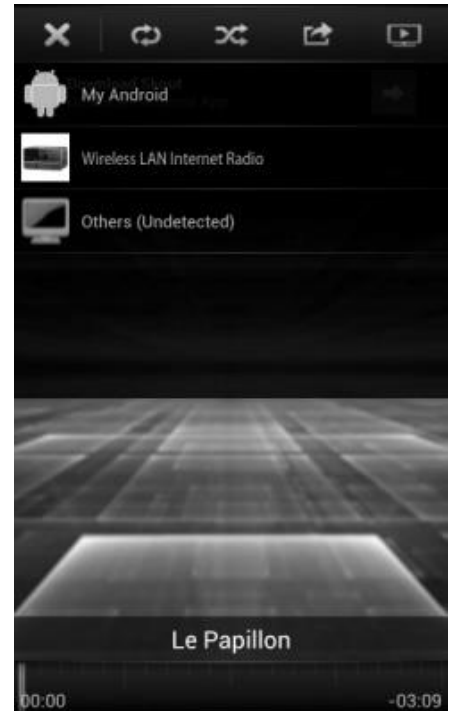 My Android
Wireless LAN Internet Radio
Others (Undetected)
Le Papillon
00:00
-03:09